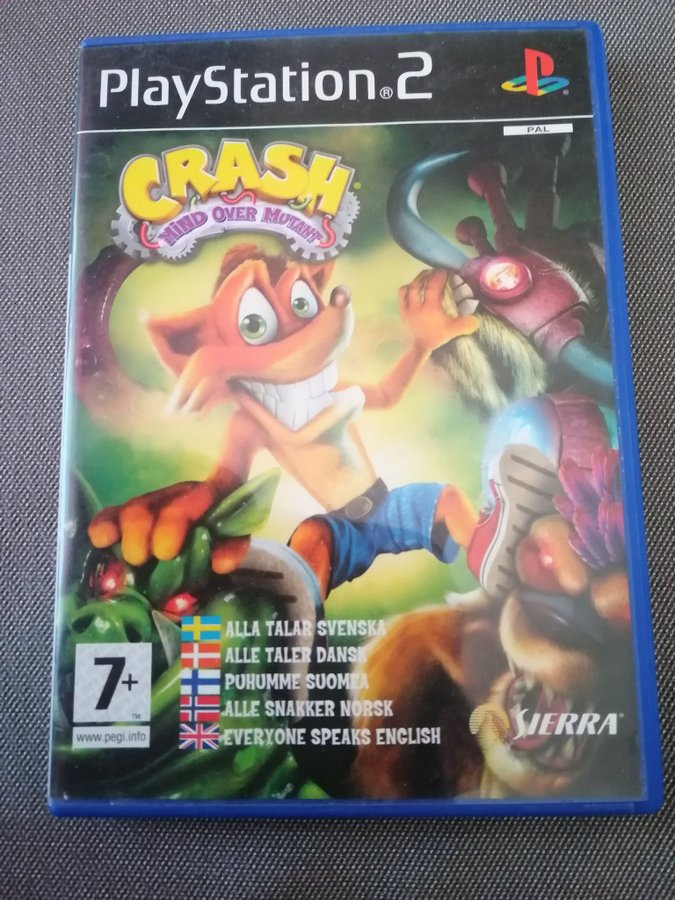 PlayStation®2
PAL
CRASH®
MIND OVER MUTANT
ALLA TALAR SVENSKA
ALLE TALER DANSK
PUHUMME SUOMEA
ALLE SNAKKER NORSK
EVERYONE SPEAKS ENGLISH
7+
™
www.pegi.info
SIERRA®